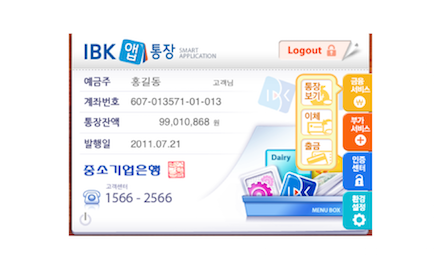 IBK 앱 통장 SMART APPLICATION
Logout
예금주 홍길동 고객님
계좌번호 607-013571-01-013
통장잔액 99,010,868 원
발행일 2011.07.21
중소기업은행
고객센터
1566 - 2566
통장보기
이체
출금
금융서비스
부가서비스
인증센터
환경설정
Dairy
MENU BOX